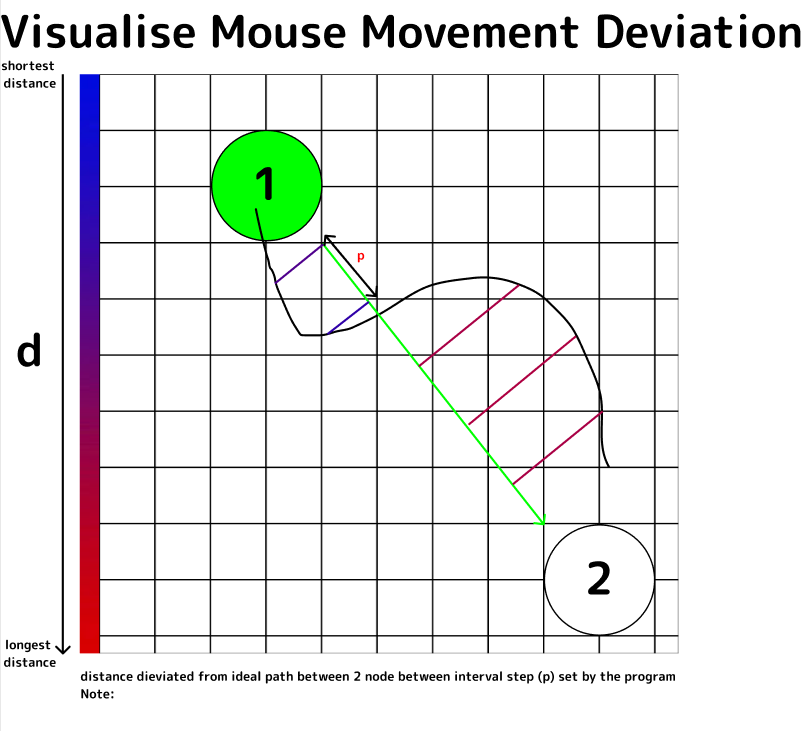 Visualise Mouse Movement Deviation
shortest
distance
1
p
d
2
longest
distance
distance dieviated from ideal path between 2 node between interval step (p) set by the program
Note: